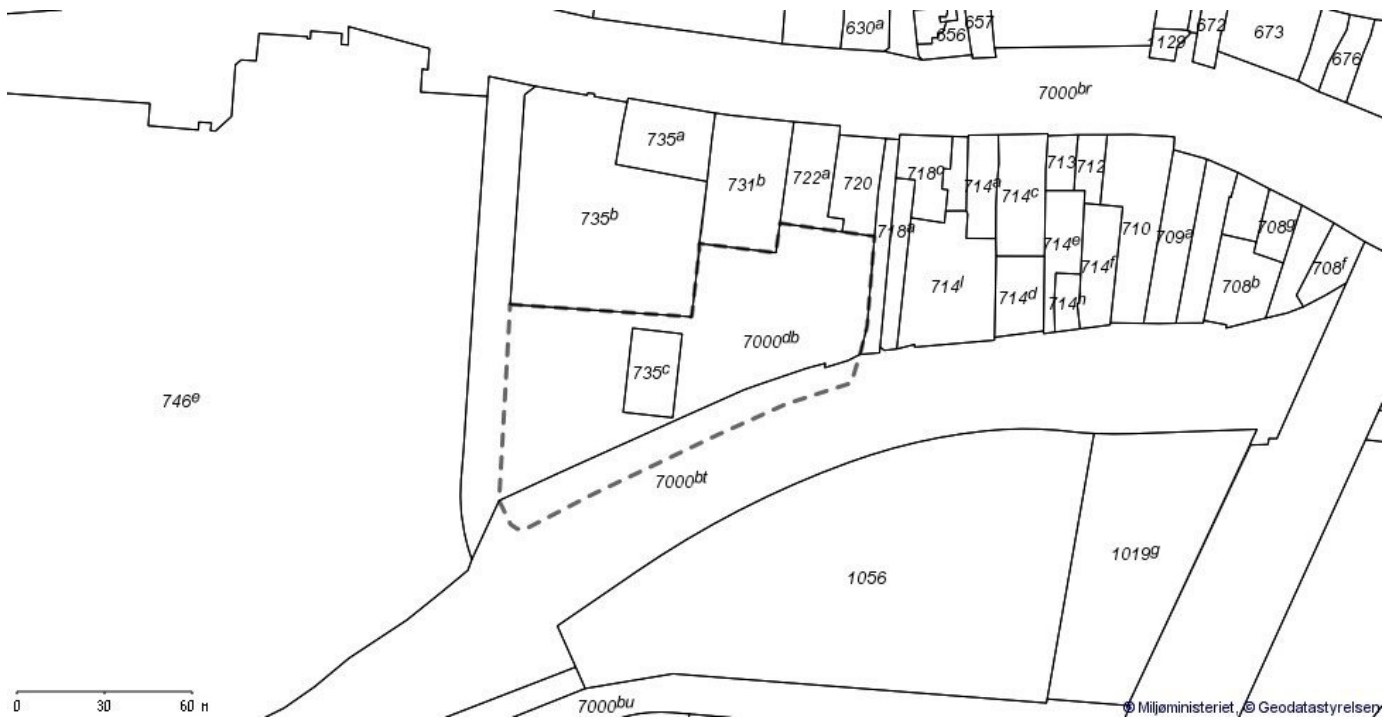 630a
657
656
672
1129
673
676
7000br
735a
731b
722a
720
718q
714a
714c
713
712
735b
718a
714e
710
709a
708g
714l
714d
714f
714h
708b
708f
7000db
735c
746e
7000bt
1056
1019g
7000bu
0 30 60 M
© Miljøministeriet, © Geodatastyrelsen